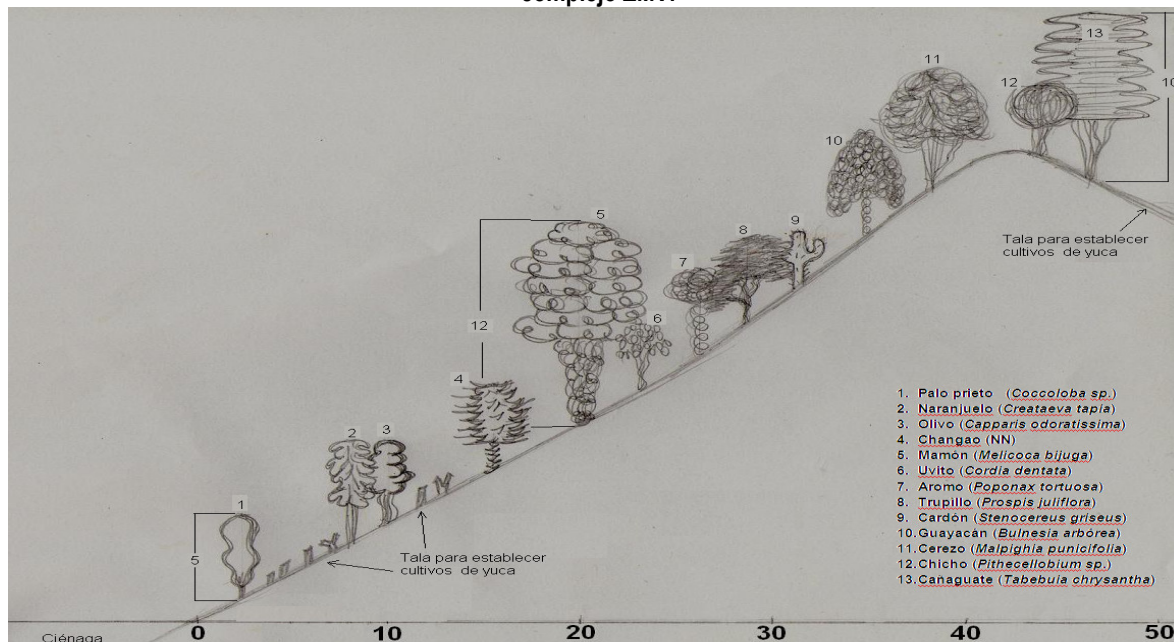 complejo ZMN.
13
11
12
10
10
5
9
12
8
7
Tala para establecer
cultivos de yuca
6
4
2
3
1
5
Tala para establecer
cultivos de yuca
1. Palo prieto (Coccoloba sp.)
2. Naranjuelo (Creataeva tapia)
3. Olivo (Capparis odoratissima)
4. Changao (NN)
5. Mamón (Melicoca bijuga)
6. Uvito (Cordia dentata)
7. Aromo (Poponax tortuosa)
8. Trupillo (Prospis juliflora)
9. Cardón (Stenocereus griseus)
10. Guayacán (Bulnesia arbórea)
11. Cerezo (Malpighia punicifolia)
12. Chicho (Pithecellobium sp.)
13. Cañaguate (Tabebuia chrysantha)
Ciénaga
0 10 20 30 40 50